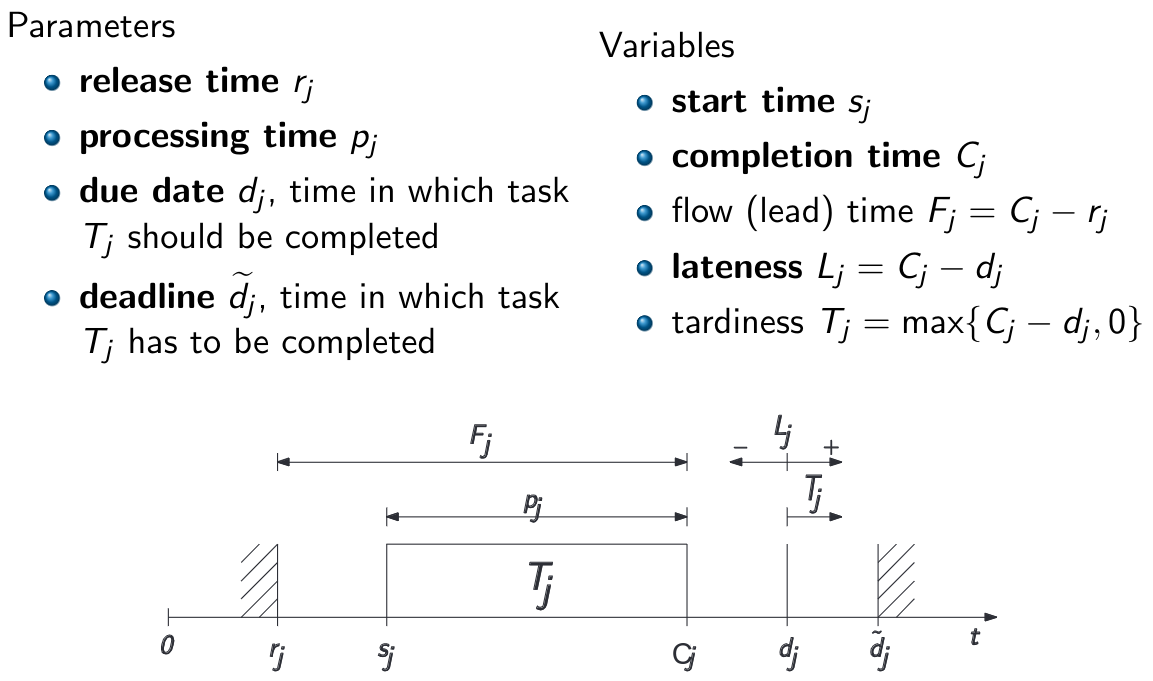 Parameters
release time r_j
processing time p_j
due date d_j, time in which task
T_j should be completed
deadline d̃_j, time in which task
T_j has to be completed
Variables
start time s_j
completion time C_j
flow (lead) time F_j = C_j − r_j
lateness L_j = C_j − d_j
tardiness T_j = max{C_j − d_j, 0}
F_j
− L_j +
T_j
p_j
T_j
0 r_j s_j C_j d_j d̃_j t